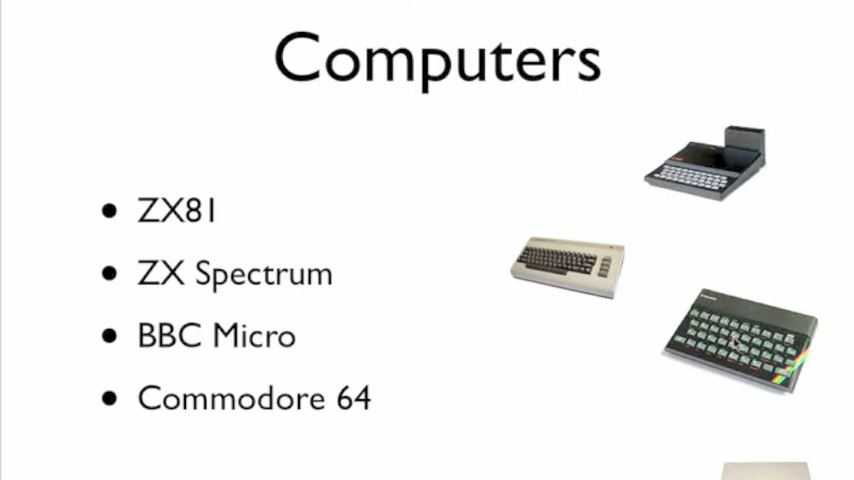 Computers
• ZX81
• ZX Spectrum
• BBC Micro
• Commodore 64